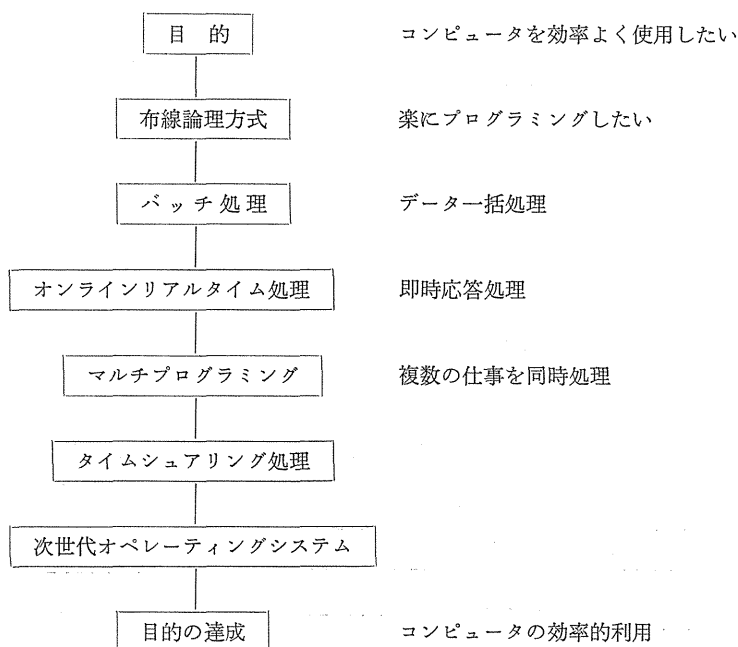 目的 コンピュータを効率よく使用したい
布線論理方式 楽にプログラミングしたい
バッチ処理 データ一括処理
オンラインリアルタイム処理 即時応答処理
マルチプログラミング 複数の仕事を同時処理
タイムシュアリング処理
次世代オペレーティングシステム
目的の達成 コンピュータの効率的利用